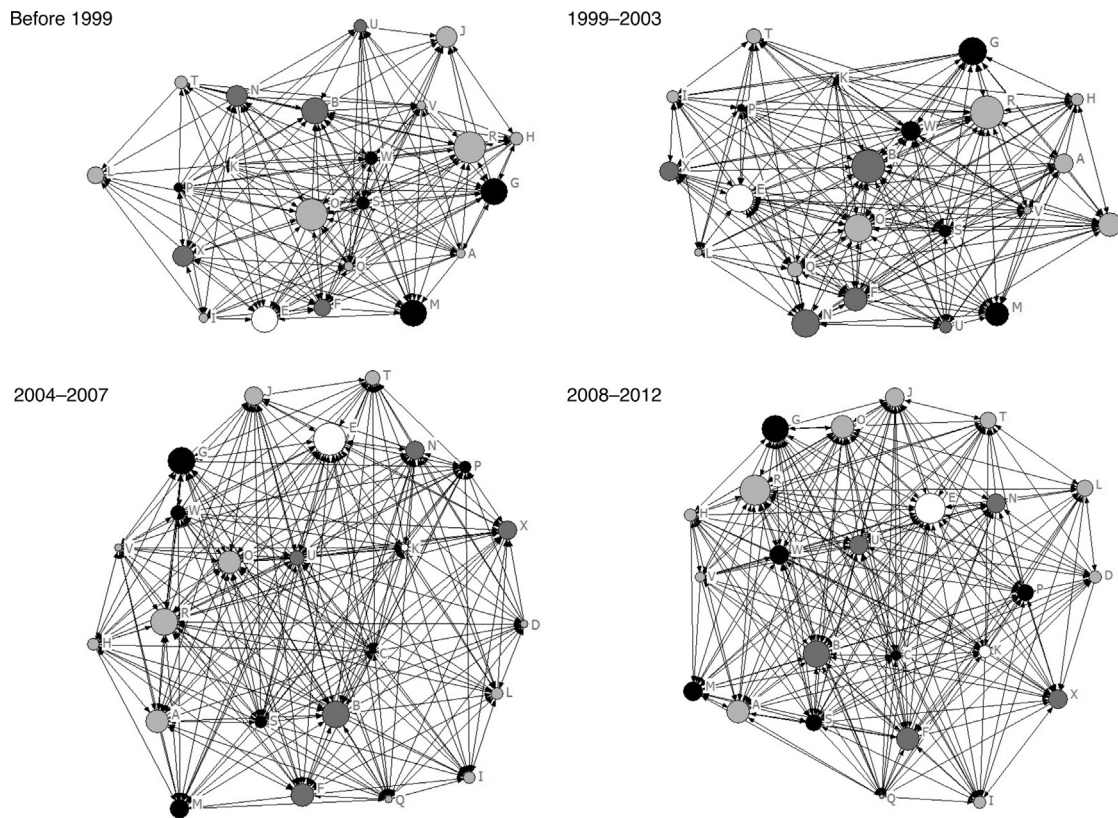 Before 1999
U
J
T
N
B
V
R
H
K
W
L
P
G
S
O
Q
A
I
E
F
M
1999–2003
T
G
K
I
R
H
P
W
B
X
A
E
V
O
S
L
Q
F
N
M
U
2004–2007
J
T
E
N
G
P
W
X
V
O
U
K
R
D
H
C
L
A
S
B
I
M
F
Q
2008–2012
J
G
O
T
R
L
E
N
H
U
W
V
D
P
K
C
M
A
X
S
F
Q
I